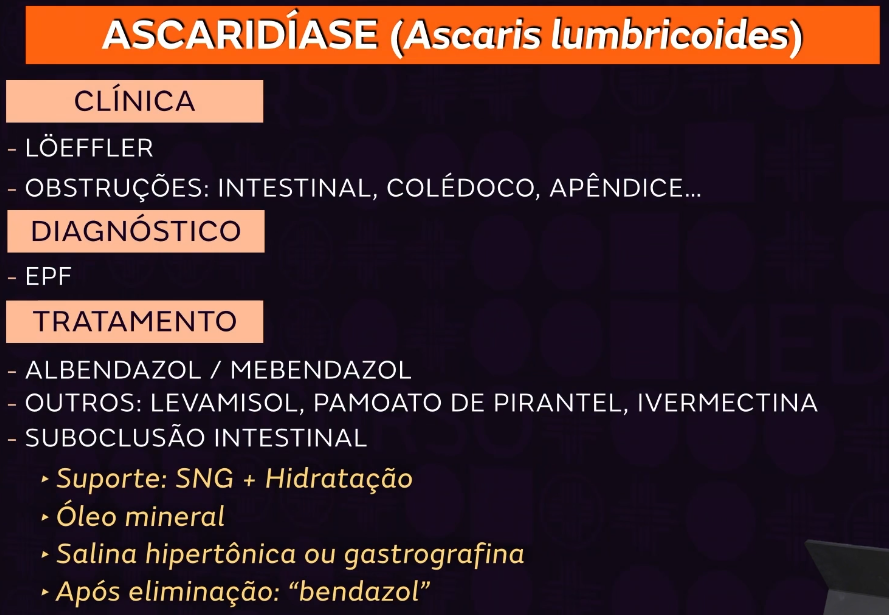 ASCARIDÍASE (Ascaris lumbricoides)
CLÍNICA
- LÖEFFLER
- OBSTRUÇÕES: INTESTINAL, COLÉDOCO, APÊNDICE...
DIAGNÓSTICO
- EPF
TRATAMENTO
- ALBENDAZOL / MEBENDAZOL
- OUTROS: LEVAMISOL, PAMOATO DE PIRANTEL, IVERMECTINA
- SUBOCLUSÃO INTESTINAL
‣ Suporte: SNG + Hidratação
‣ Óleo mineral
‣ Salina hipertônica ou gastrografina
‣ Após eliminação: “bendazol”